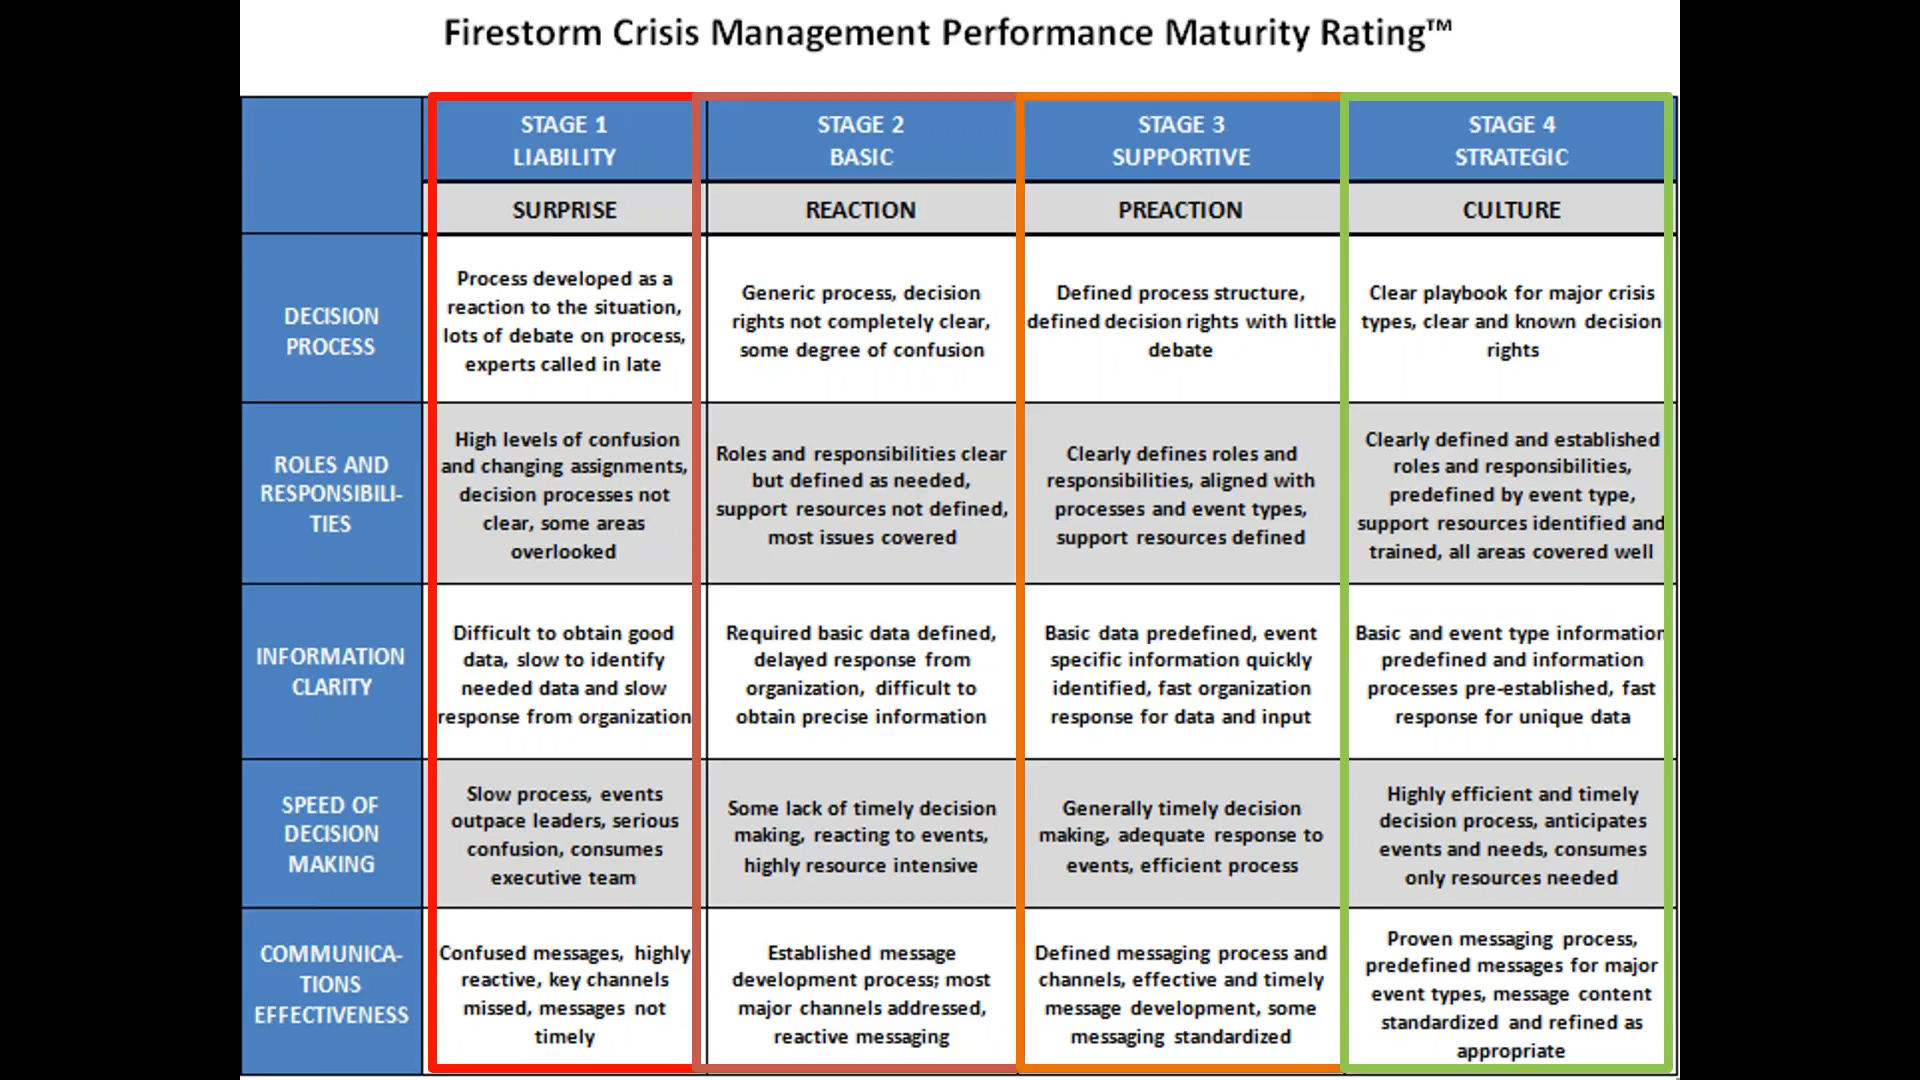 Firestorm Crisis Management Performance Maturity Rating™
STAGE 1
LIABILITY
STAGE 2
BASIC
STAGE 3
SUPPORTIVE
STAGE 4
STRATEGIC
SURPRISE
REACTION
PREACTION
CULTURE
DECISION
PROCESS
Process developed as a
reaction to the situation,
lots of debate on process,
experts called in late
Generic process, decision
rights not completely clear,
some degree of confusion
Defined process structure,
defined decision rights with little
debate
Clear playbook for major crisis
types, clear and known decision
rights
ROLES AND
RESPONSIBILI-
TIES
High levels of confusion
and changing assignments,
decision processes not
clear, some areas
overlooked
Roles and responsibilities clear
but defined as needed,
support resources not defined,
most issues covered
Clearly defines roles and
responsibilities, aligned with
processes and event types,
support resources defined
Clearly defined and established
roles and responsibilities,
predefined by event type,
support resources identified and
trained, all areas covered well
INFORMATION
CLARITY
Difficult to obtain good
data, slow to identify
needed data and slow
response from organization
Required basic data defined,
delayed response from
organization, difficult to
obtain precise information
Basic data predefined, event
specific information quickly
identified, fast organization
response for data and input
Basic and event type information
predefined and information
processes pre-established, fast
response for unique data
SPEED OF
DECISION
MAKING
Slow process, events
outpace leaders, serious
confusion, consumes
executive team
Some lack of timely decision
making, reacting to events,
highly resource intensive
Generally timely decision
making, adequate response to
events, efficient process
Highly efficient and timely
decision process, anticipates
events and needs, consumes
only resources needed
COMMUNICA-
TIONS
EFFECTIVENESS
Confused messages, highly
reactive, key channels
missed, messages not
timely
Established message
development process; most
major channels addressed,
reactive messaging
Defined messaging process and
channels, effective and timely
message development, some
messaging standardized
Proven messaging process,
predefined messages for major
event types, message content
standardized and refined as
appropriate